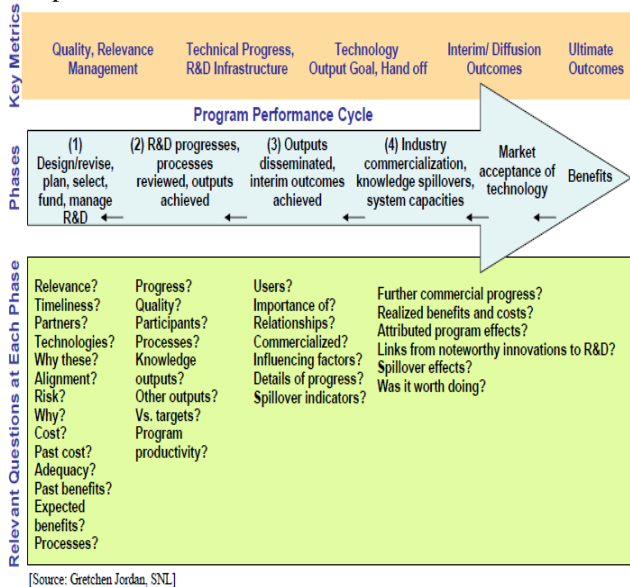 Key Metrics
Quality, Relevance
Management
Technical Progress,
R&D Infrastructure
Technology
Output Goal, Hand off
Interim/ Diffusion
Outcomes
Ultimate
Outcomes
Program Performance Cycle
Phases
(1)
Design/revise,
plan, select,
fund, manage
R&D
(2) R&D progresses,
processes
reviewed, outputs
achieved
(3) Outputs
disseminated,
interim outcomes
achieved
(4) Industry
commercialization,
knowledge spillovers,
system capacities
Market
acceptance of
technology
Benefits
Relevant Questions at Each Phase
Relevance?
Timeliness?
Partners?
Technologies?
Why these?
Alignment?
Risk?
Why?
Cost?
Past cost?
Adequacy?
Past benefits?
Expected
benefits?
Processes?
Progress?
Quality?
Participants?
Processes?
Knowledge
outputs?
Other outputs?
Vs. targets?
Program
productivity?
Users?
Importance of?
Relationships?
Commercialized?
Influencing factors?
Details of progress?
Spillover indicators?
Further commercial progress?
Realized benefits and costs?
Attributed program effects?
Links from noteworthy innovations to R&D?
Spillover effects?
Was it worth doing?
[Source: Gretchen Jordan, SNL]